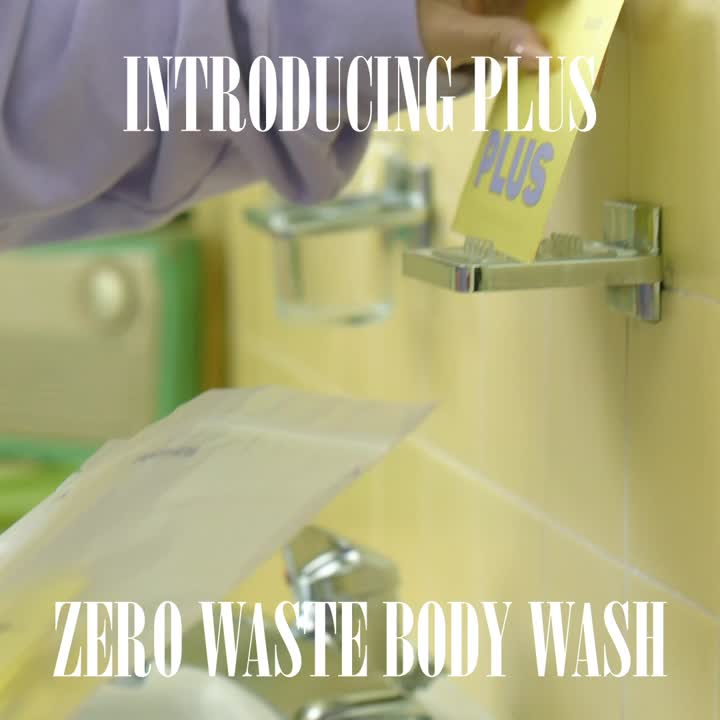 INTRODUCING PLUS
PLUS
ZERO WASTE BODY WASH